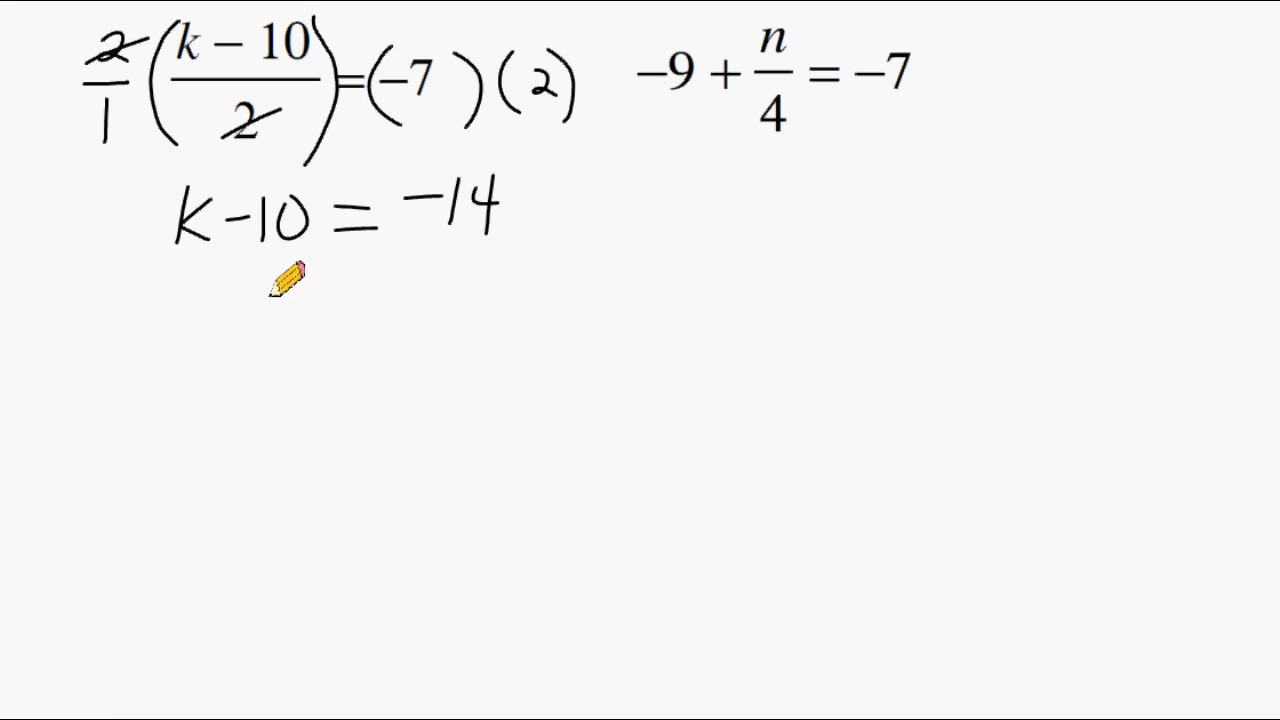 2/1 (k – 10/2) = (–7) (2)
–9 + n/4 = –7
k - 10 = -14